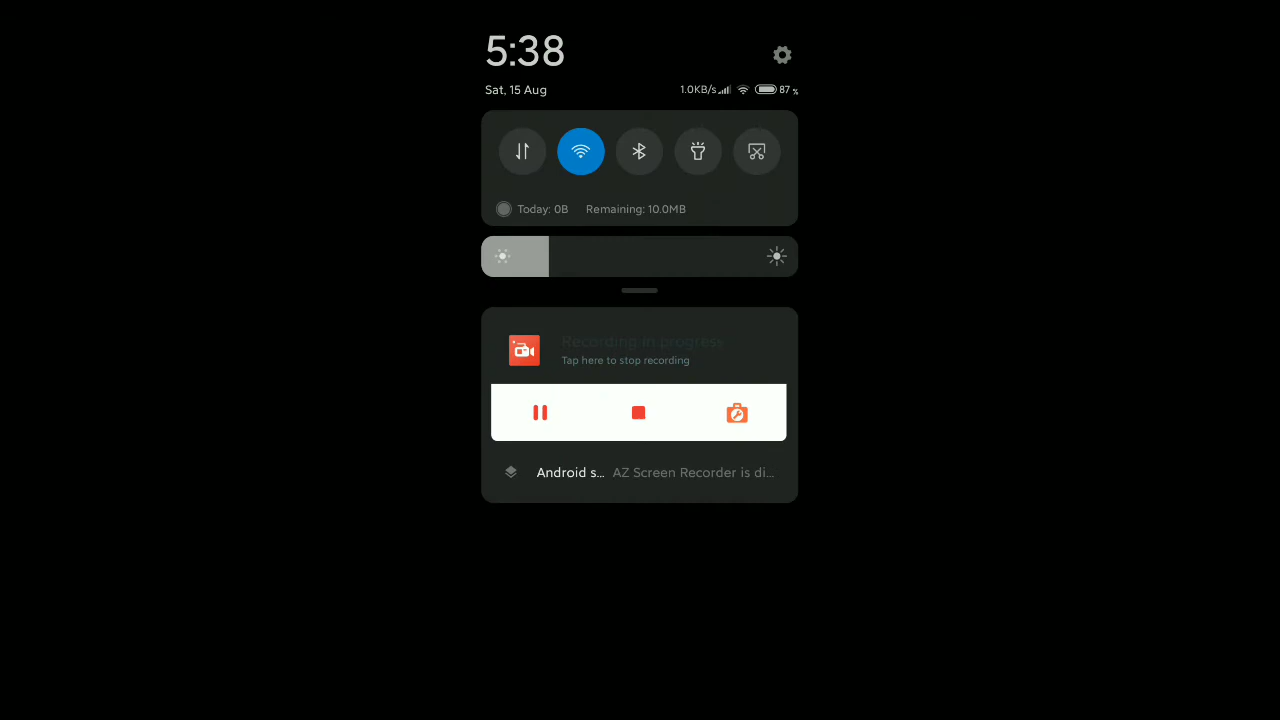 5:38
Sat, 15 Aug
1.0KB/s 87 %
Today: 0B Remaining: 10.0MB
Recording in progress
Tap here to stop recording
Android s... AZ Screen Recorder is di...